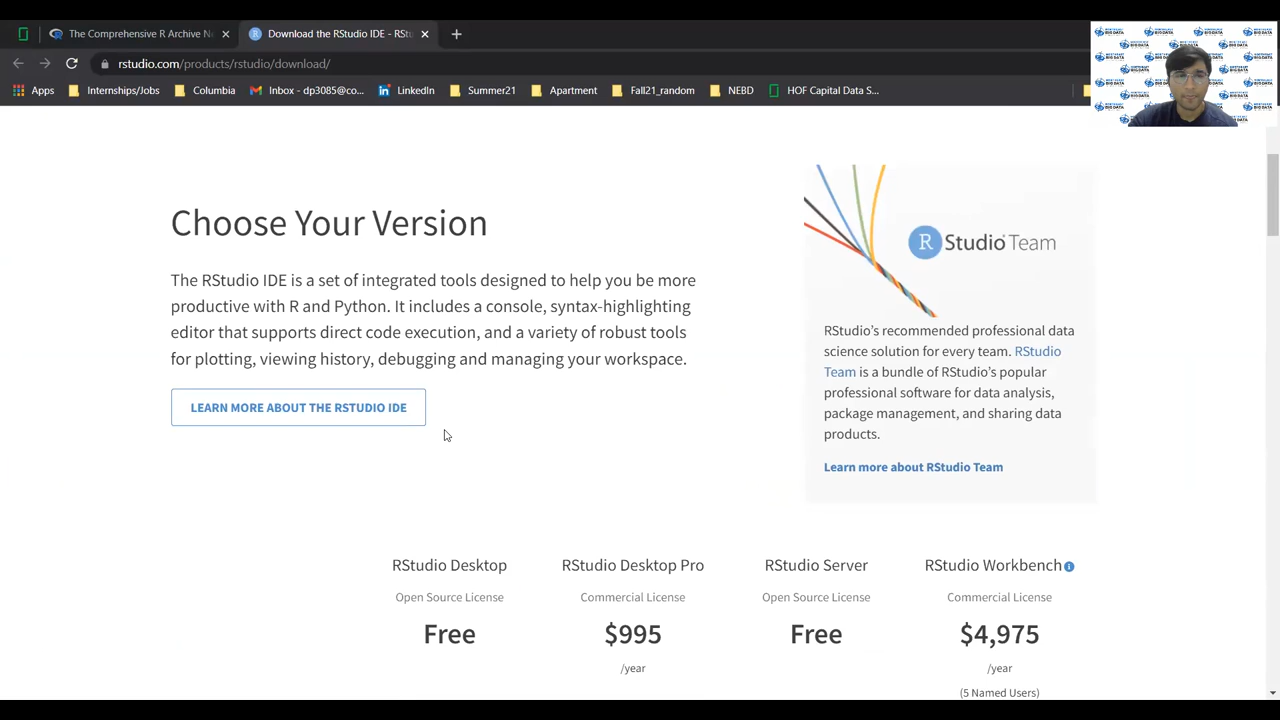 The Comprehensive R Archive Ne
Download the RStudio IDE - RStu
rstudio.com/products/rstudio/download/
Apps
Internships/Jobs
Columbia
Inbox - dp3085@co...
LinkedIn
Summer21
Apartment
Fall21_random
NEBD
HOF Capital Data S...
Choose Your Version
The RStudio IDE is a set of integrated tools designed to help you be more
productive with R and Python. It includes a console, syntax-highlighting
editor that supports direct code execution, and a variety of robust tools
for plotting, viewing history, debugging and managing your workspace.
LEARN MORE ABOUT THE RSTUDIO IDE
R Studio Team
RStudio's recommended professional data
science solution for every team. RStudio
Team is a bundle of RStudio's popular
professional software for data analysis,
package management, and sharing data
products.
Learn more about RStudio Team
RStudio Desktop
Open Source License
Free
RStudio Desktop Pro
Commercial License
$995
/year
RStudio Server
Open Source License
Free
RStudio Workbench
Commercial License
$4,975
/year
(5 Named Users)